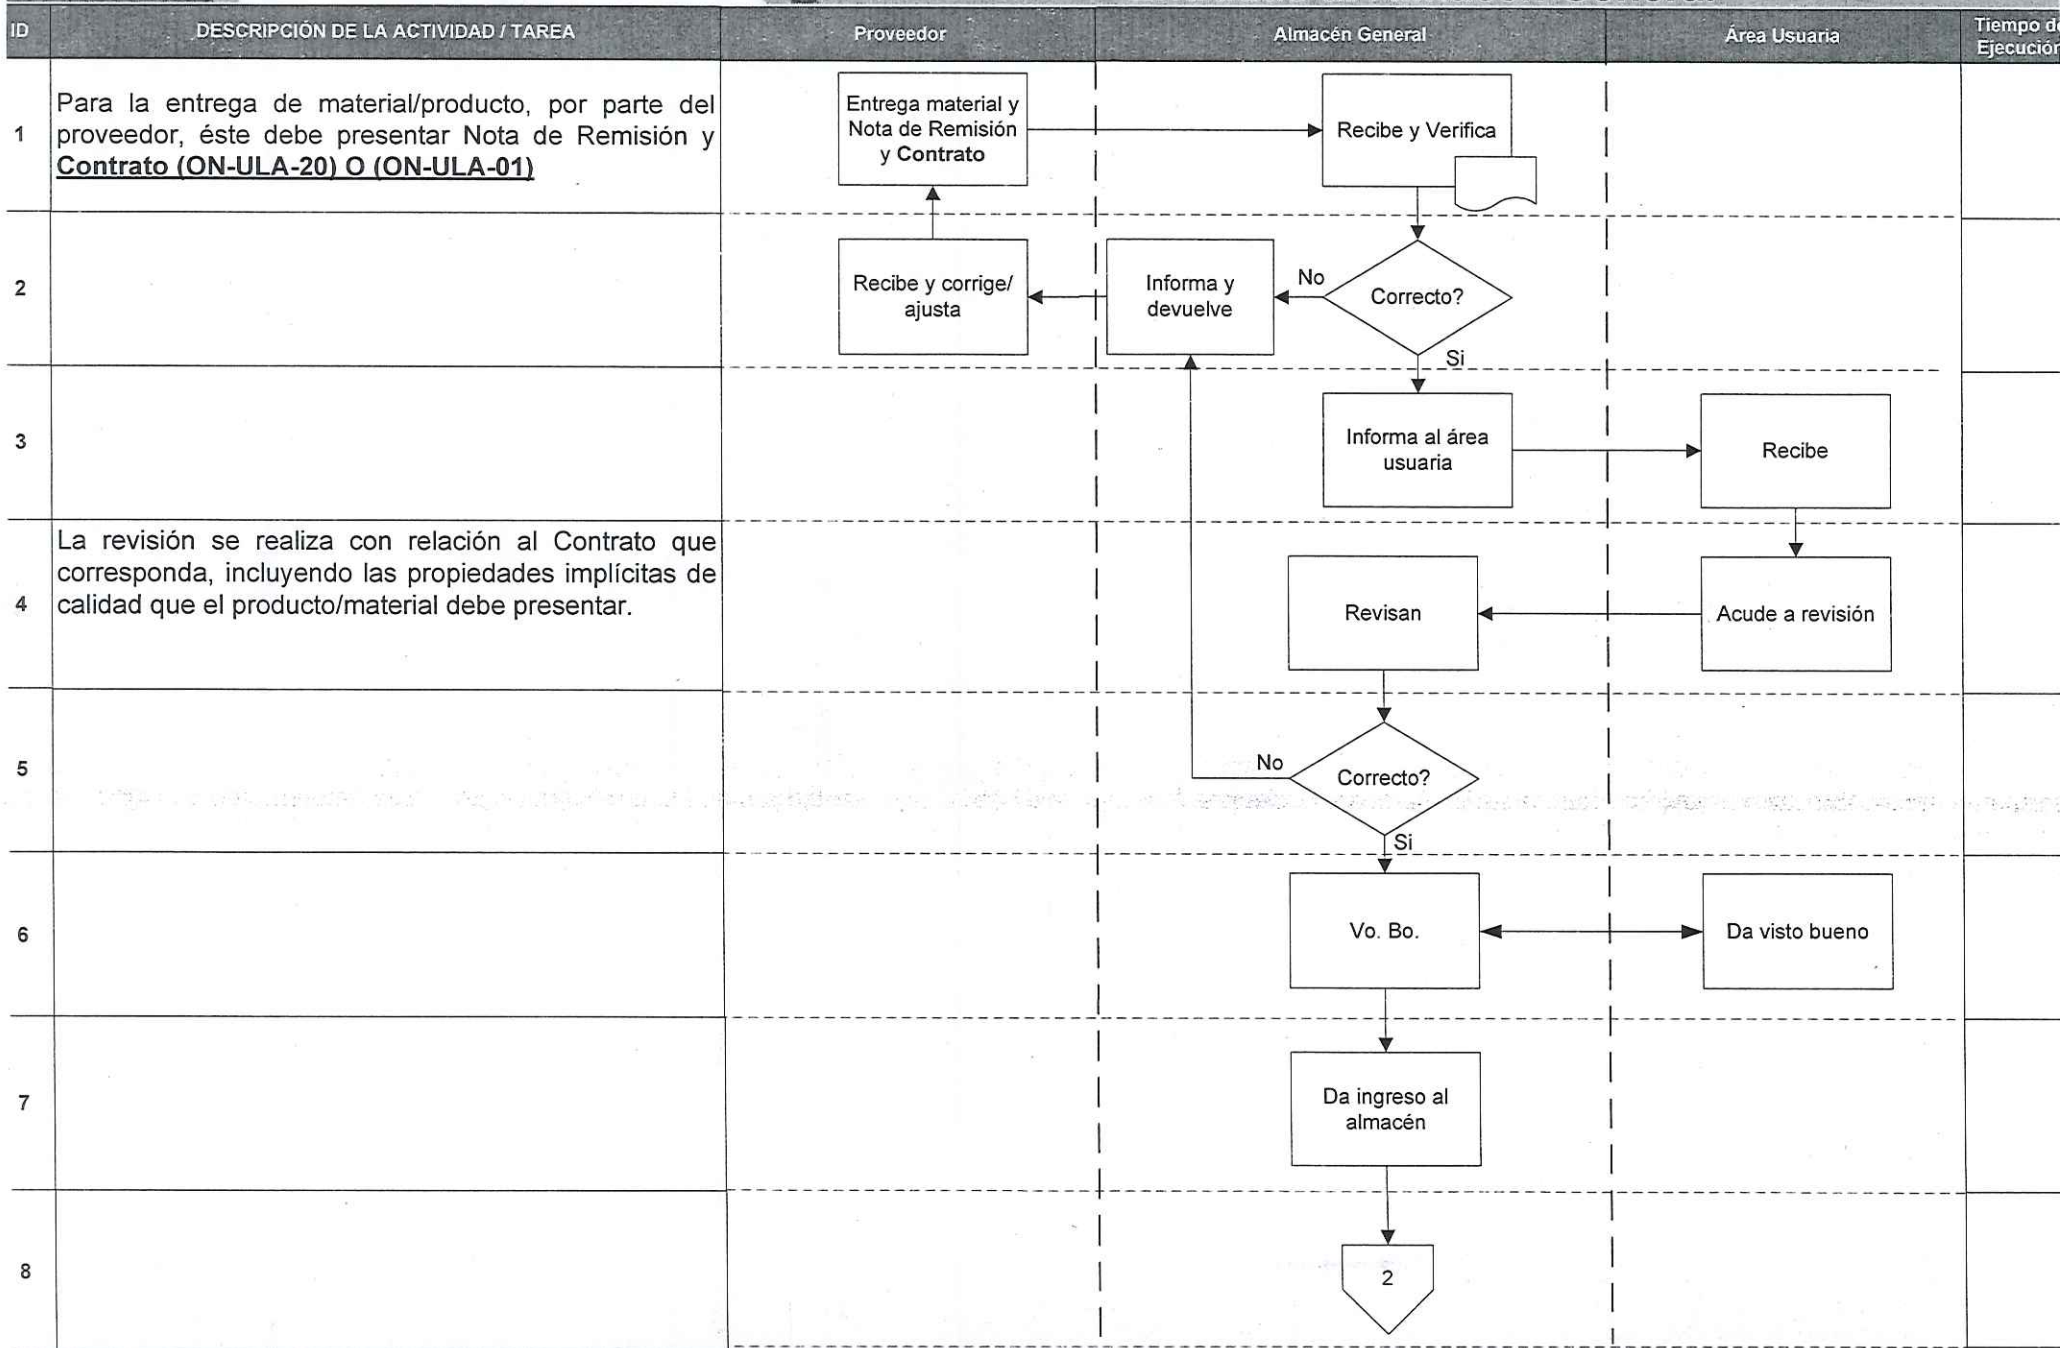 ID
DESCRIPCIÓN DE LA ACTIVIDAD / TAREA
Proveedor
Almacén General
Área Usuaria
Tiempo de
Ejecución
1
Para la entrega de material/producto, por parte del
proveedor, éste debe presentar Nota de Remisión y
Contrato (ON-ULA-20) O (ON-ULA-01)
Entrega material y
Nota de Remisión
y Contrato
Recibe y Verifica
2
Recibe y corrige/
ajusta
Informa y
devuelve
No
Correcto?
Si
3
Informa al área
usuaria
Recibe
4
La revisión se realiza con relación al Contrato que
corresponda, incluyendo las propiedades implícitas de
calidad que el producto/material debe presentar.
Revisan
Acude a revisión
5
No
Correcto?
Si
6
Vo. Bo.
Da visto bueno
7
Da ingreso al
almacén
8
2